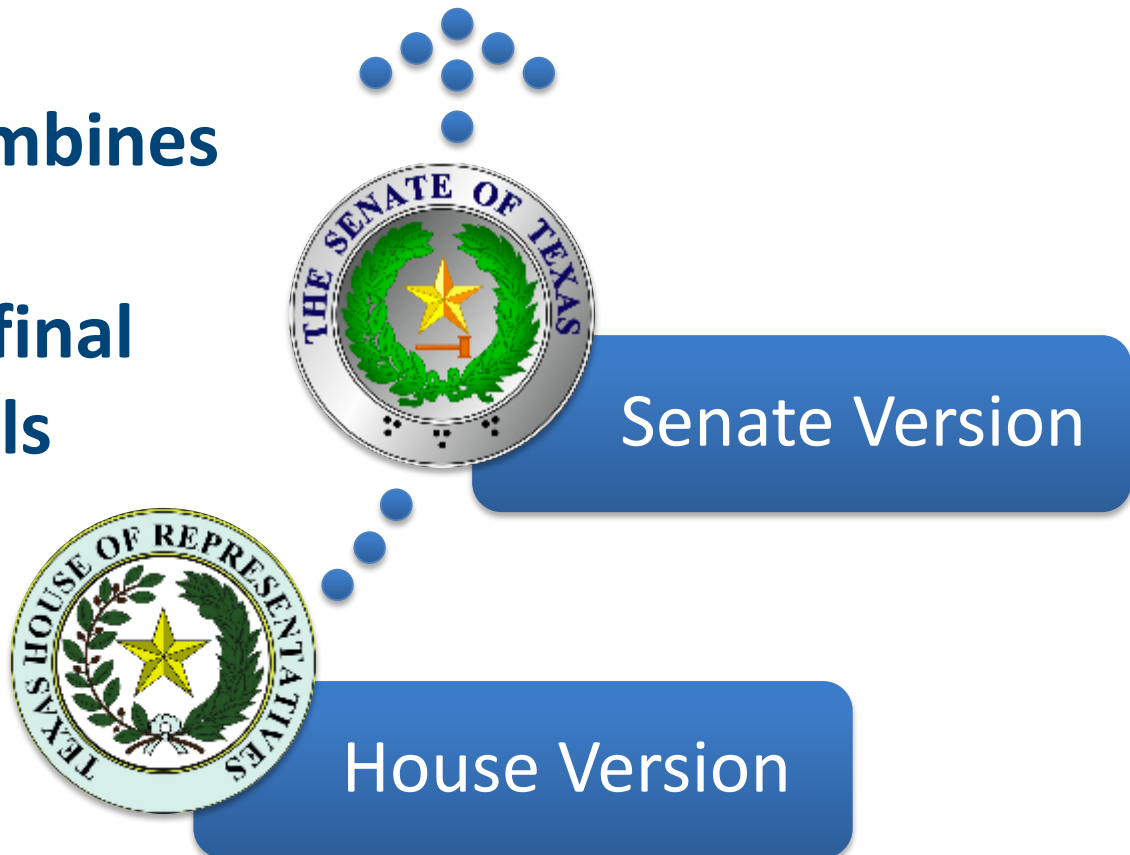 mbines
final
ls
THE SENATE OF TEXAS
Senate Version
TEXAS HOUSE OF REPRESENTATIVES
House Version